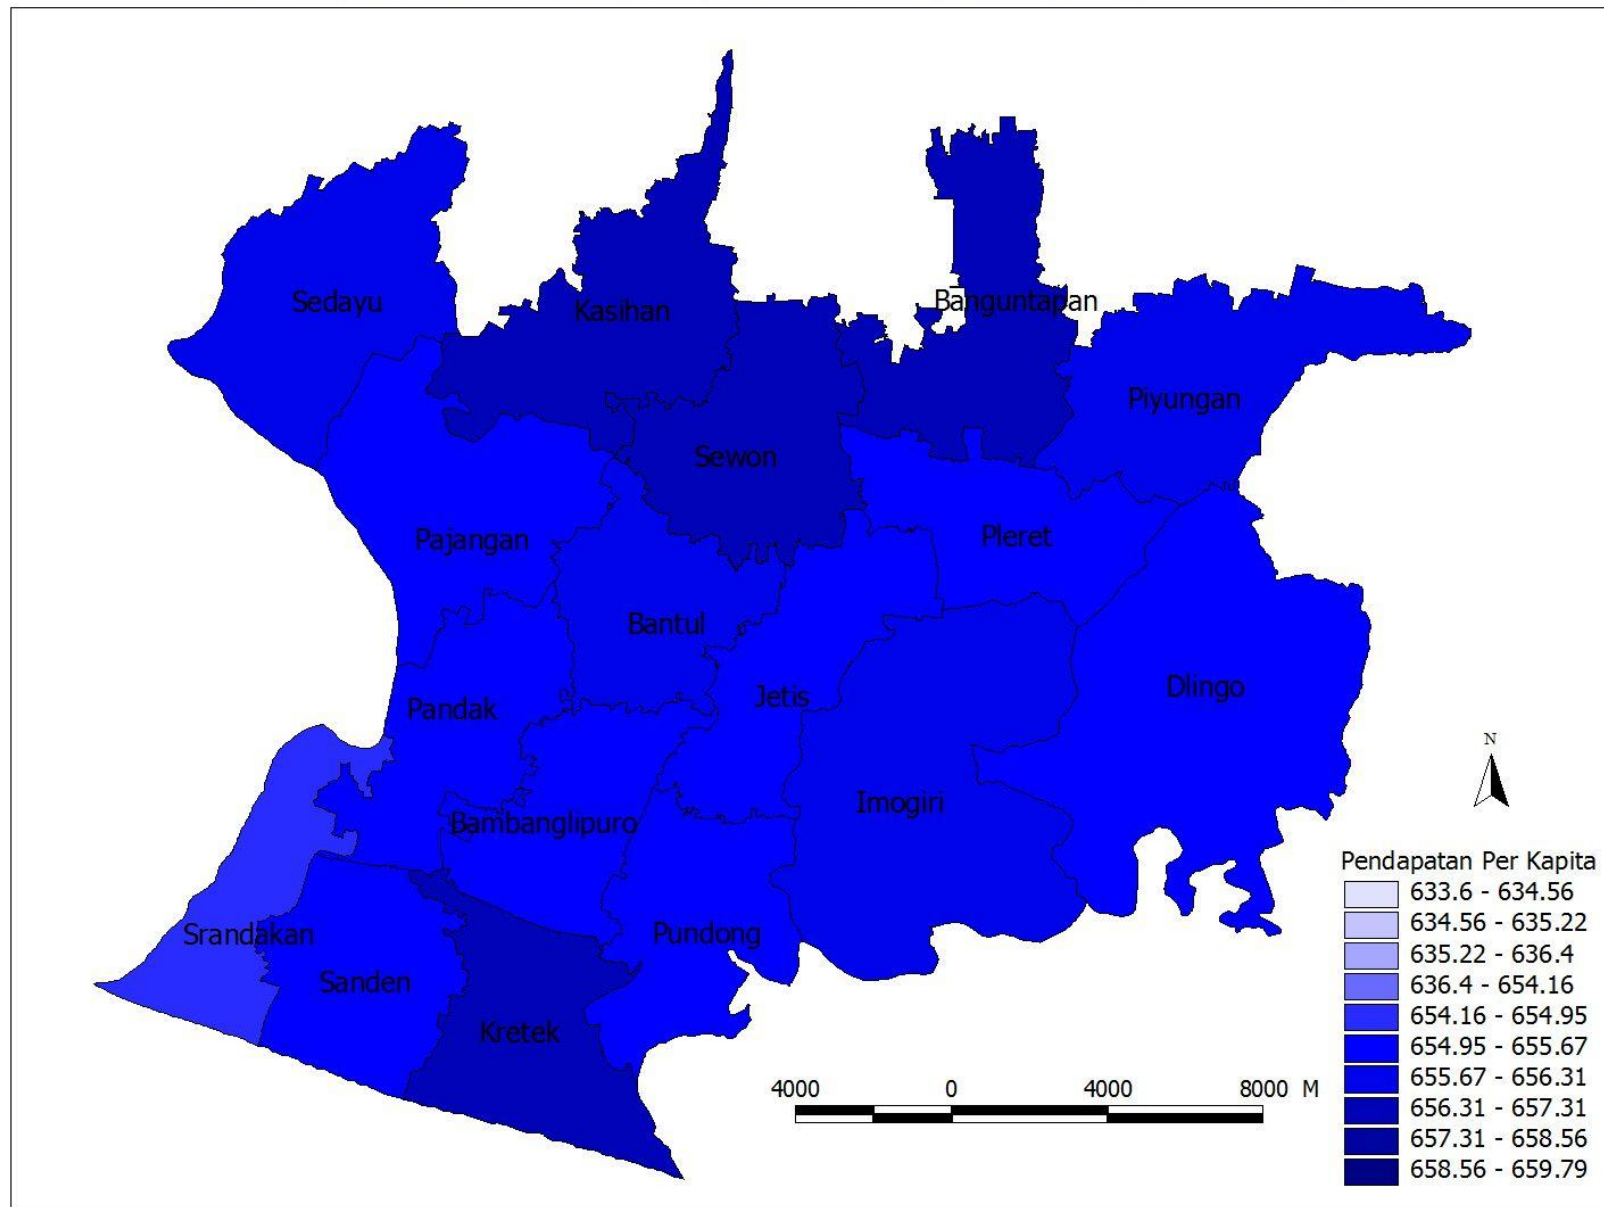 Sedayu
Kasihan
Banguntapan
Piyungan
Sewon
Pajangan
Pleret
Bantul
Jetis
Dlingo
Pandak
Imogiri
Bambanglipuro
Srandakan
Pundong
Sanden
Kretek
N
4000 0 4000 8000 M
Pendapatan Per Kapita
633.6 - 634.56
634.56 - 635.22
635.22 - 636.4
636.4 - 654.16
654.16 - 654.95
654.95 - 655.67
655.67 - 656.31
656.31 - 657.31
657.31 - 658.56
658.56 - 659.79